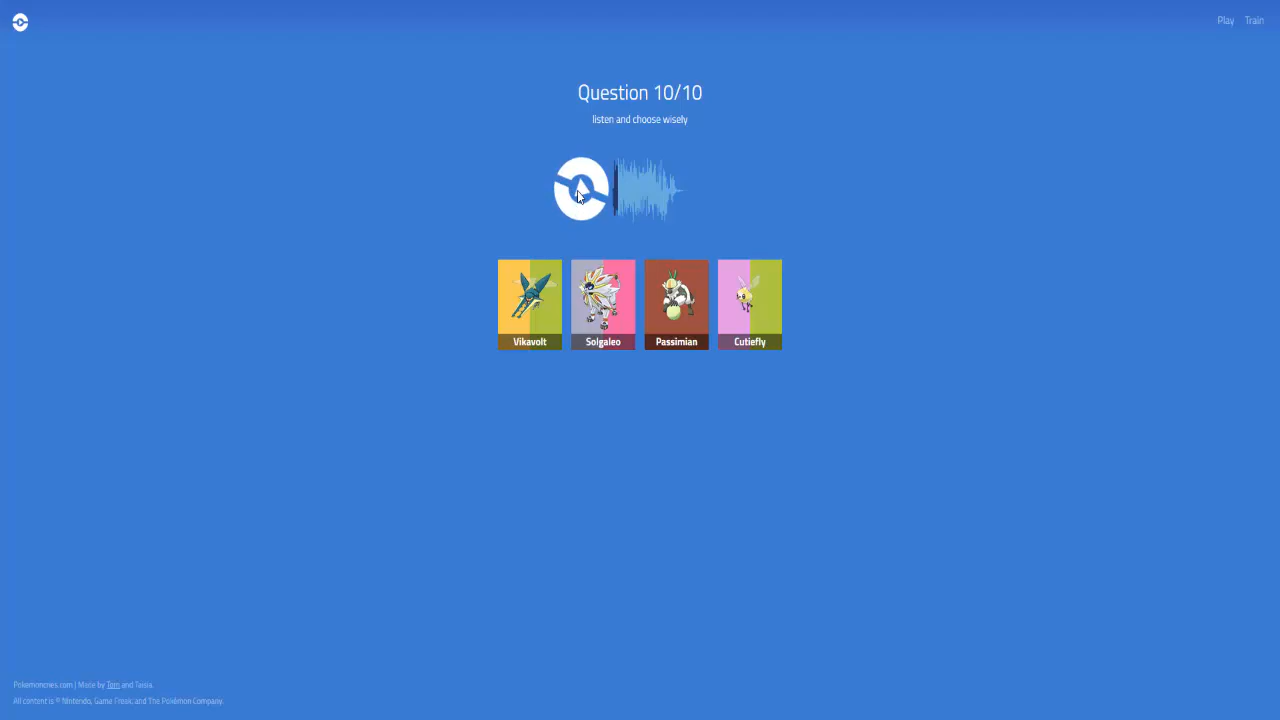 Play Train
Question 10/10
listen and choose wisely
Vikavolt Solgaleo Passimian Cutiefly
Pokemoncries.com | Made by Tom and Taisia.
All content is © Nintendo, Game Freak, and The Pokémon Company.